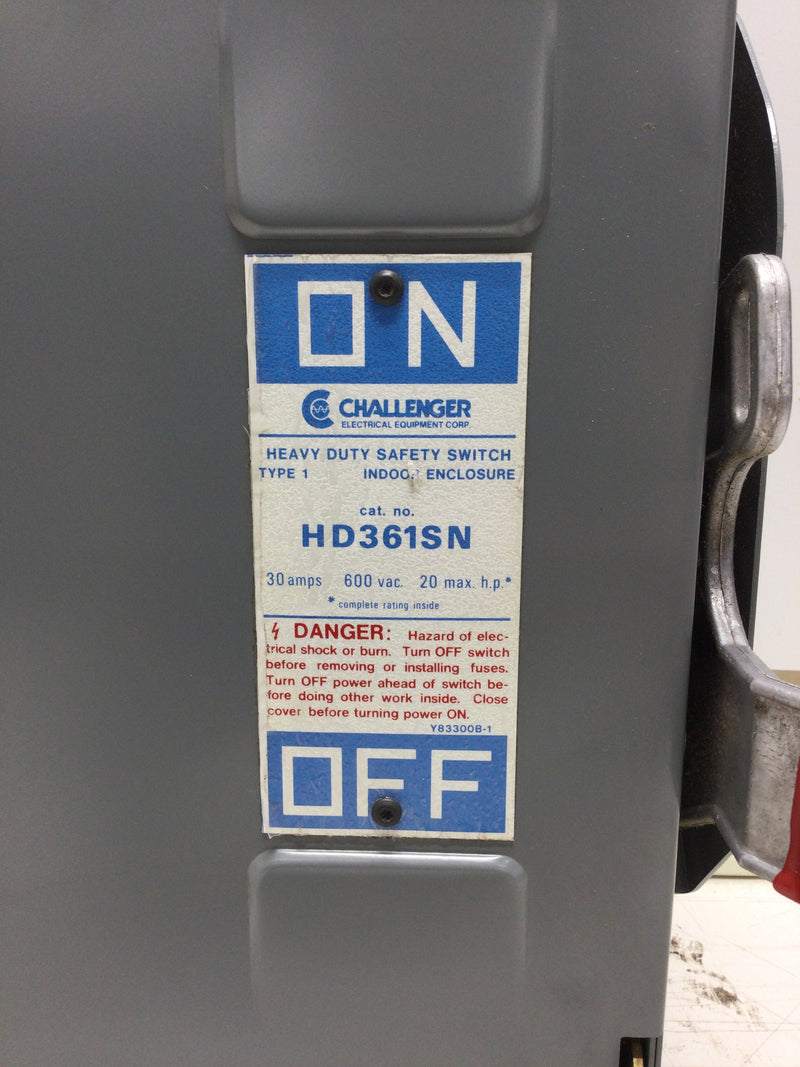 ON
CHALLENGER
ELECTRICAL EQUIPMENT CORP.
HEAVY DUTY SAFETY SWITCH
TYPE 1 INDOOR ENCLOSURE
cat. no.
HD361SN
30 amps 600 vac. 20 max. h.p.*
* complete rating inside
DANGER: Hazard of elec-
trical shock or burn. Turn OFF switch
before removing or installing fuses.
Turn OFF power ahead of switch be-
fore doing other work inside. Close
cover before turning power ON.
Y83300B-1
OFF